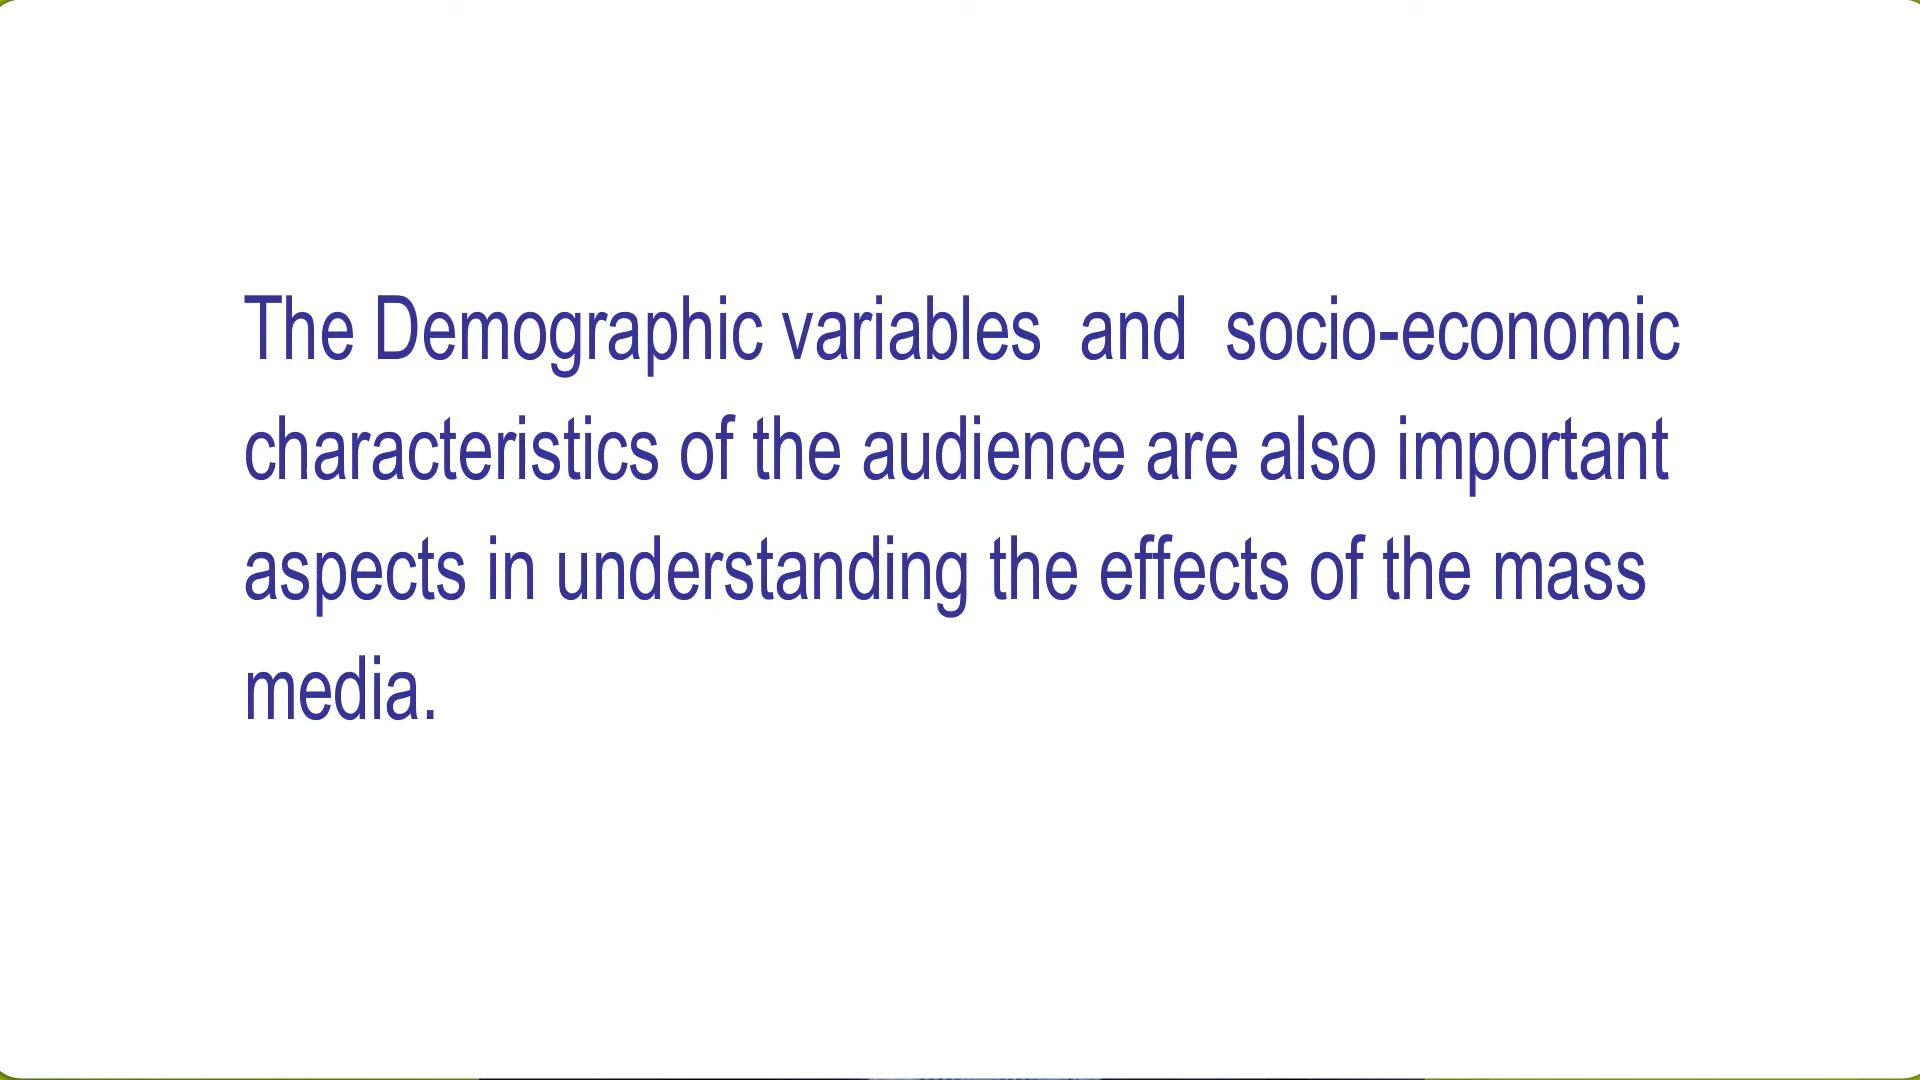 The Demographic variables  and  socio-economic
characteristics of the audience are also important
aspects in understanding the effects of the mass
media.